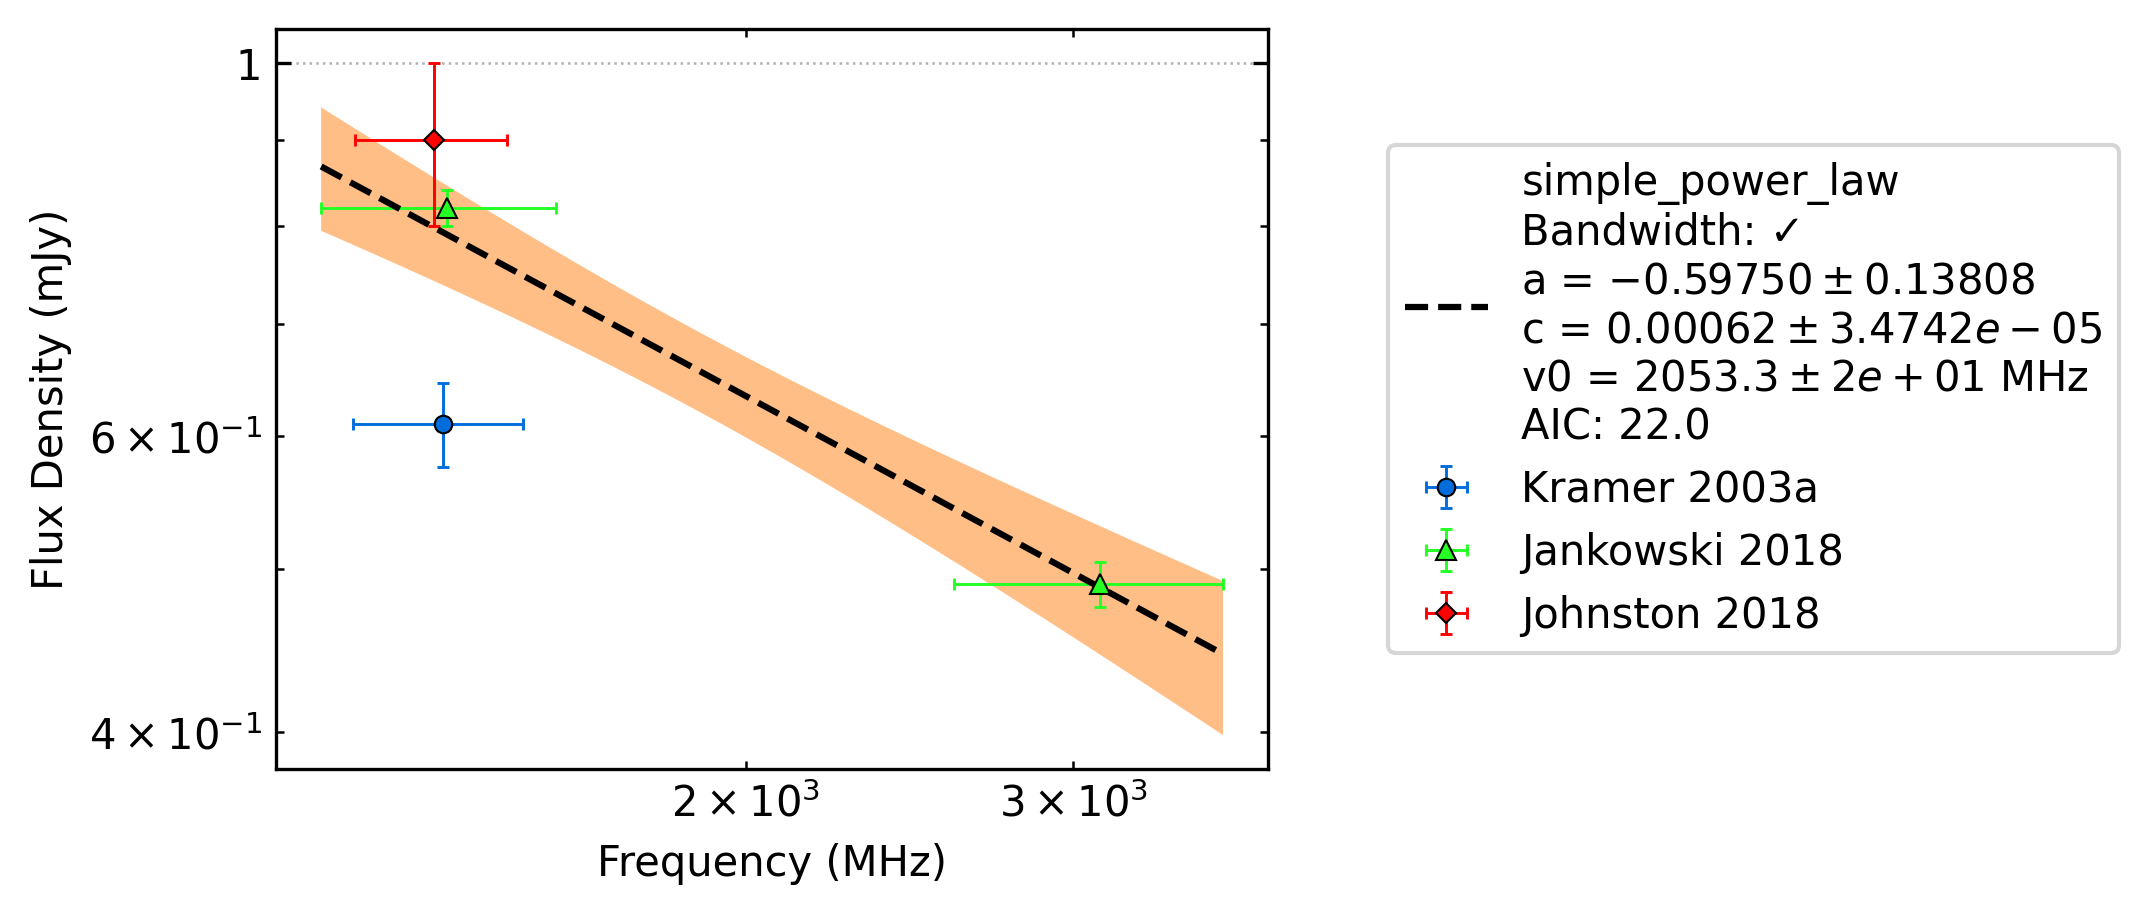 1
6 × 10⁻¹
4 × 10⁻¹
Flux Density (mJy)
2 × 10³
3 × 10³
Frequency (MHz)
simple_power_law
Bandwidth: ✓
a = −0.59750 ± 0.13808
c = 0.00062 ± 3.4742e − 05
v0 = 2053.3 ± 2e + 01 MHz
AIC: 22.0
Kramer 2003a
Jankowski 2018
Johnston 2018